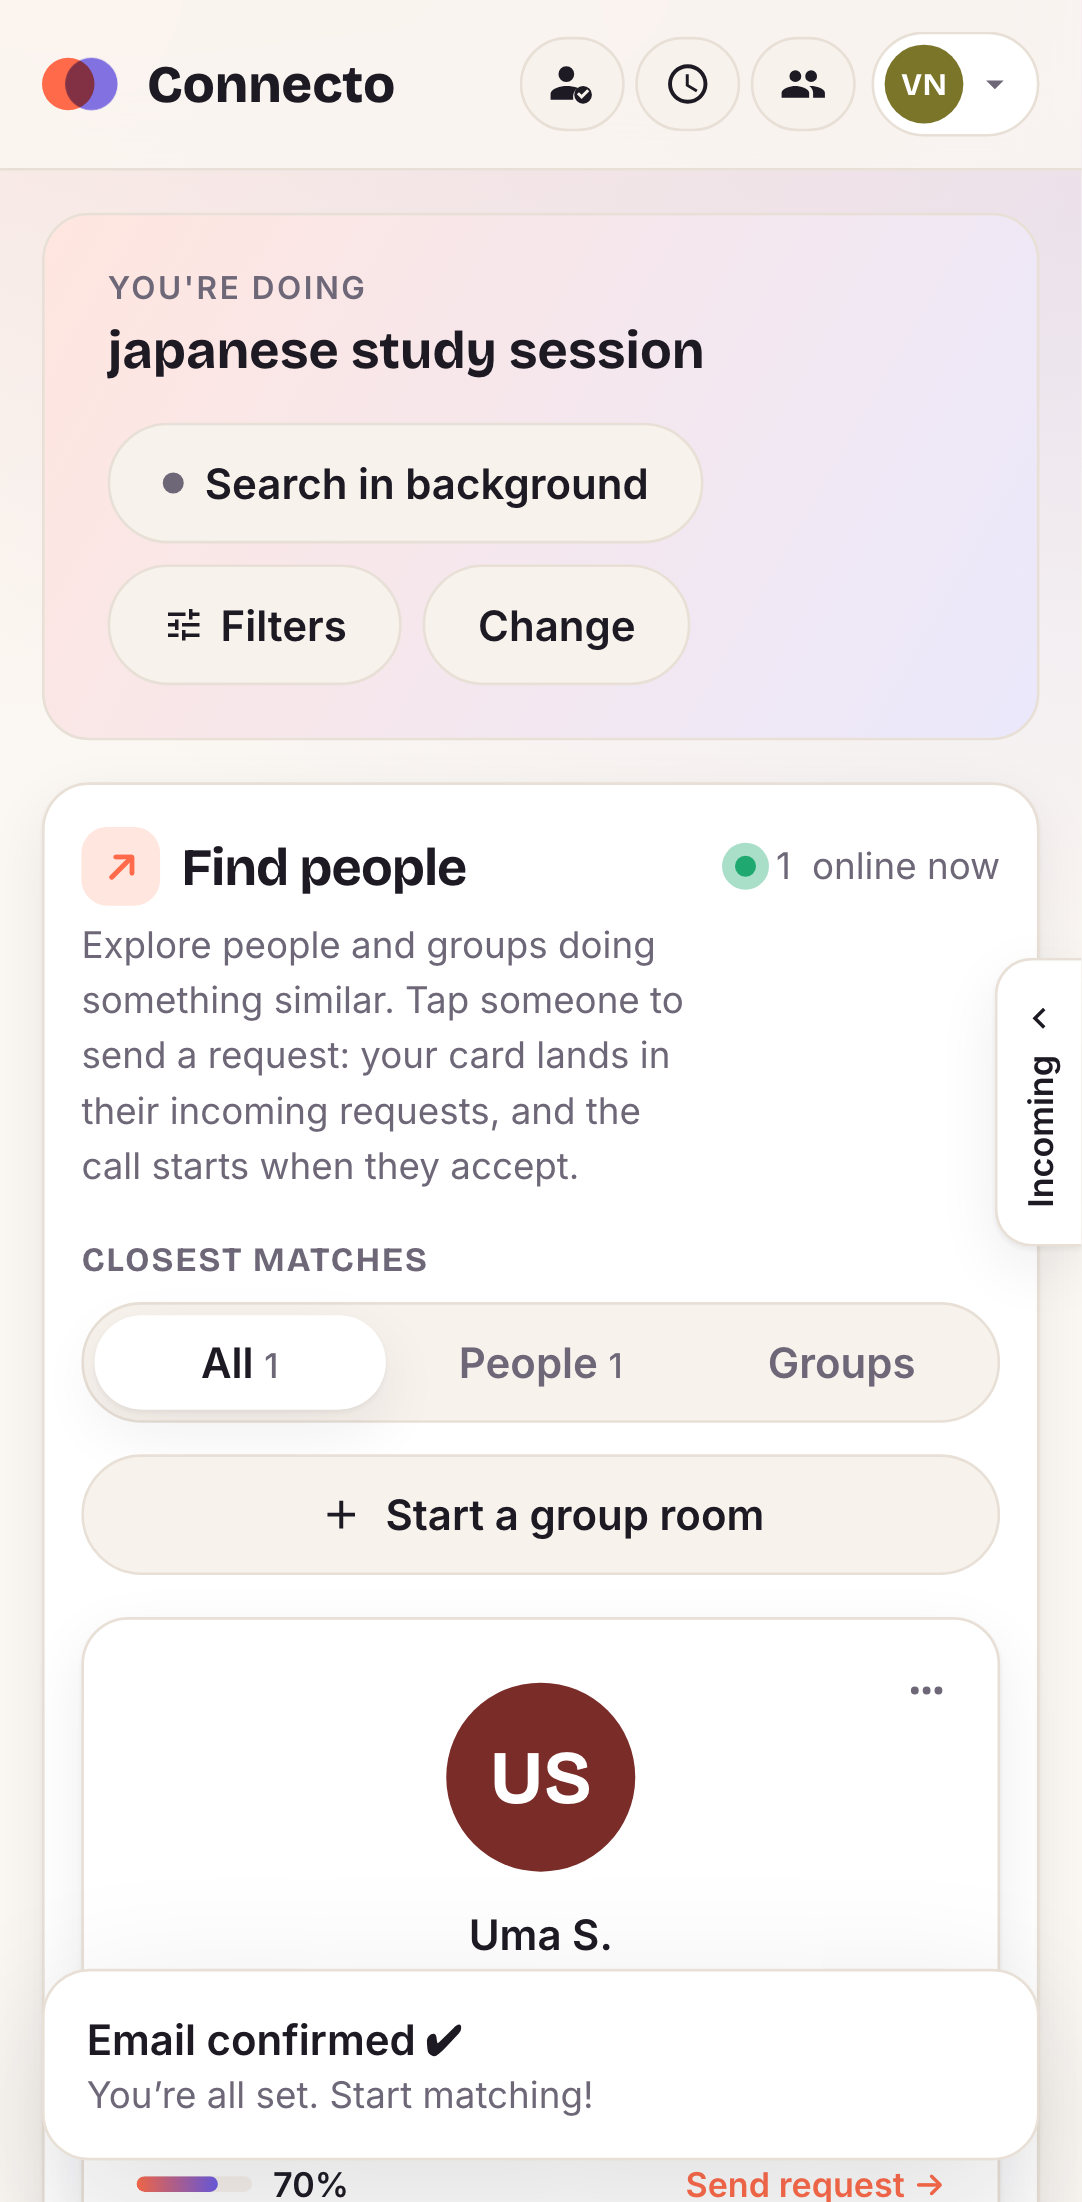 Connecto
VN
YOU'RE DOING
japanese study session
Search in background
Filters
Change
Find people
1 online now
Explore people and groups doing
something similar. Tap someone to
send a request: your card lands in
their incoming requests, and the
call starts when they accept.
Incoming
CLOSEST MATCHES
All 1
People 1
Groups
+ Start a group room
US
Uma S.
Email confirmed ✔
You’re all set. Start matching!
70%
Send request →